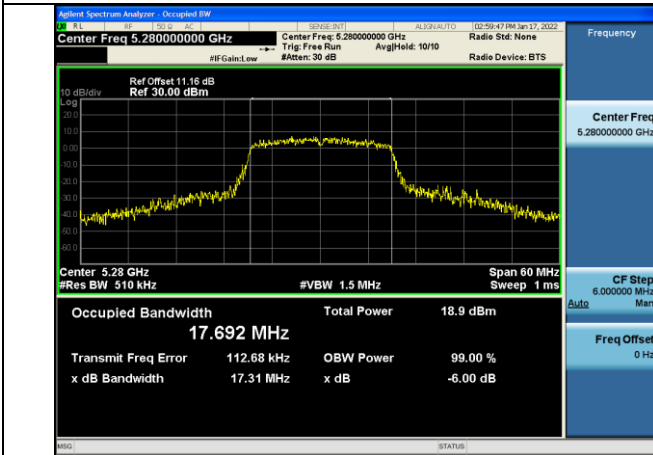 Agilent Spectrum Analyzer - Occupied BW
RL RF 50 Ω AC SENSE:INT ALIGNAUTO 02:59:47 PM Jan 17, 2022
Center Freq 5.280000000 GHz Center Freq: 5.280000000 GHz Radio Std: None Frequency
Trig: Free Run Avg|Hold: 10/10
#IFGain:Low #Atten: 30 dB Radio Device: BTS
Ref Offset 11.16 dB
10 dB/div Ref 30.00 dBm
Log
20.0
10.0
0.00
-10.0
-20.0
-30.0
-40.0
-50.0
-60.0
Center Freq
5.280000000 GHz
Center 5.28 GHz Span 60 MHz
#Res BW 510 kHz #VBW 1.5 MHz Sweep 1 ms
CF Step
6.000000 MHz
Auto Man
Occupied Bandwidth Total Power 18.9 dBm
17.692 MHz
Freq Offset
0 Hz
Transmit Freq Error 112.68 kHz OBW Power 99.00 %
x dB Bandwidth 17.31 MHz x dB -6.00 dB
MSG STATUS